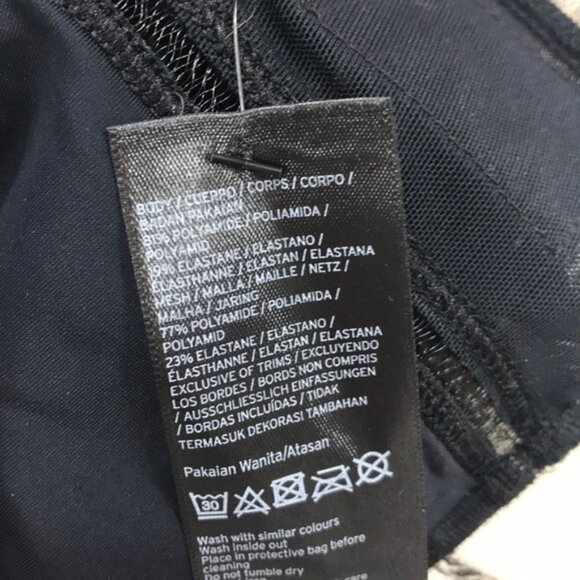 BODY / CUERPO / CORPS / CORPO /
BADAN PAKAIAN
81% POLYAMIDE / POLIAMIDA /
POLYAMID
19% ELASTANE / ELASTANO /
ELASTHANNE / ELASTAN / ELASTANA
MESH / MALLA / MAILLE / NETZ /
MALHA / JARING
77% POLYAMIDE / POLIAMIDA /
POLYAMID
23% ELASTANE / ELASTANO /
ÉLASTHANNE / ELASTAN / ELASTANA
EXCLUSIVE OF TRIMS / EXCLUYENDO
LOS BORDES / BORDS NON COMPRIS
/ AUSSCHLIESSLICH EINFASSUNGEN
/ BORDAS INCLUÍDAS /
TERMASUK DEKORASI TAMBAHAN
Pakaian Wanita/Atasan
30
Wash with similar colours
Wash inside out
Place in protective bag before
cleaning
Do not tumble dry